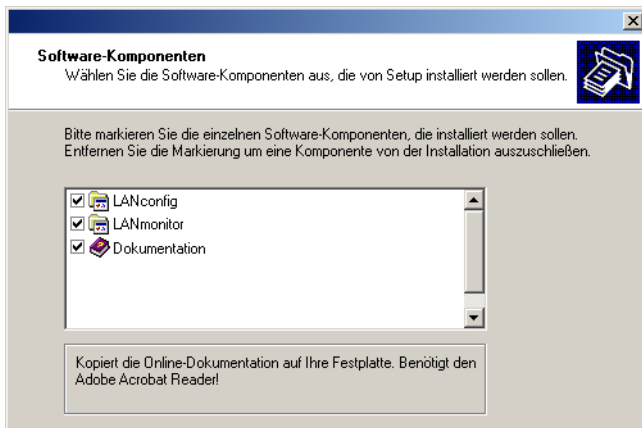 Software-Komponenten
Wählen Sie die Software-Komponenten aus, die von Setup installiert werden sollen.
Bitte markieren Sie die einzelnen Software-Komponenten, die installiert werden sollen.
Entfernen Sie die Markierung um eine Komponente von der Installation auszuschließen.
LANconfig
LANmonitor
Dokumentation
Kopiert die Online-Dokumentation auf Ihre Festplatte. Benötigt den
Adobe Acrobat Reader!